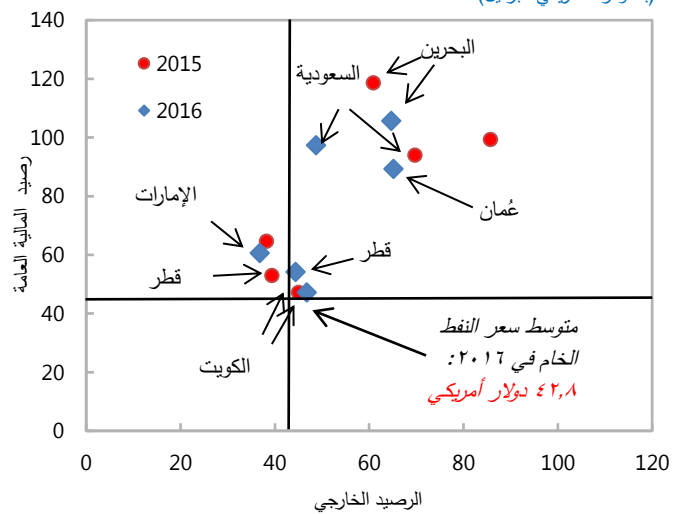 140
120
100
80
60
40
20
0
0
20
40
60
80
100
120
رصيد المالية العامة
الرصيد الخارجي
2015
2016
البحرين
السعودية
عُمان
الإمارات
قطر
قطر
الكويت
متوسط سعر النفط
الخام في ٢٠١٦:
٤٢,٨ دولار أمريكي